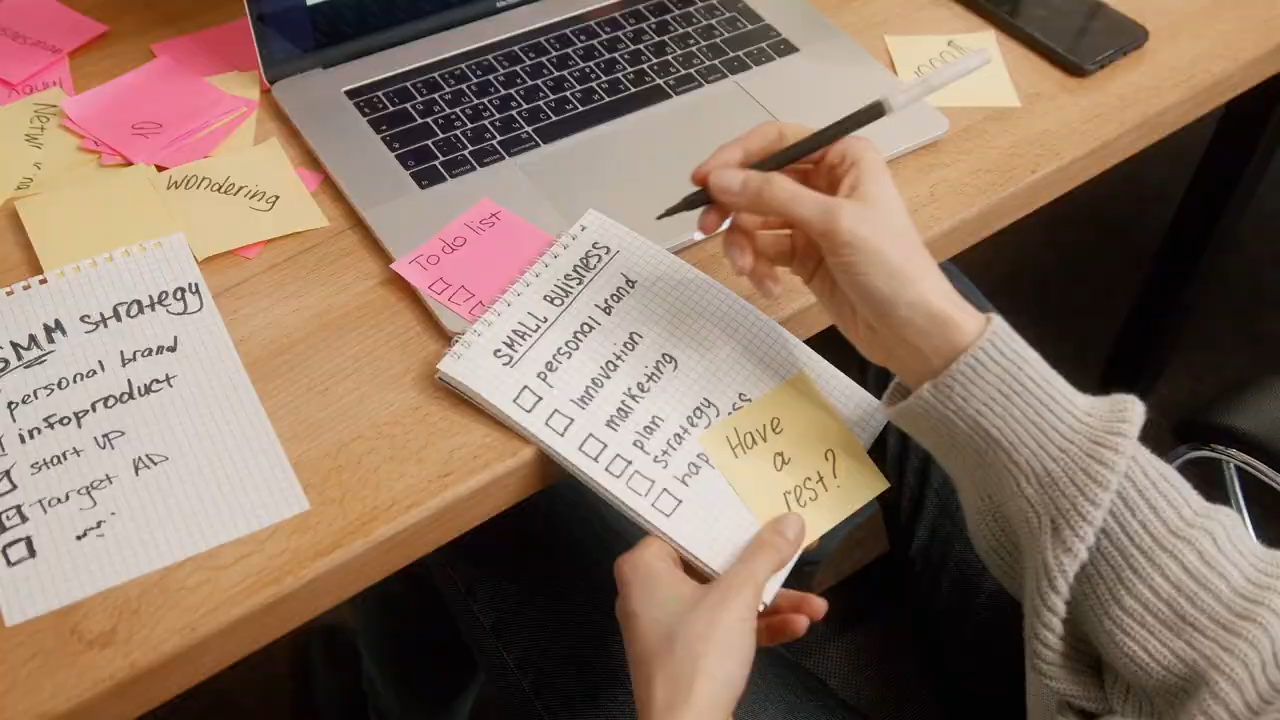 wondering
To do list
SMM strategy
personal brand
infoproduct
start UP
Target AD
SMALL BUISNESS
personal brand
Innovation
marketing
plan
strategy
Have
a
rest?